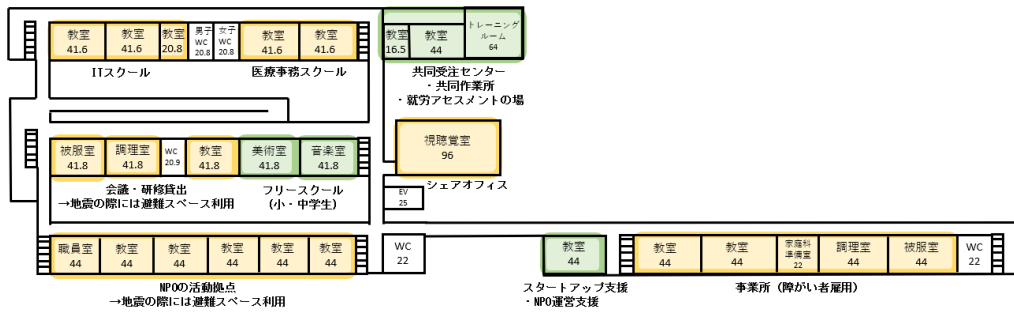 教室 教室 教室 男子 女子 教室 教室
41.6 41.6 20.8 WC WC 41.6 41.6
20.8 20.8
ITスクール 医療事務スクール
教室 教室 トレーニング
16.5 44 ルーム
64
共同受注センター
・共同作業所
・就労アセスメントの場
被服室 調理室 WC 教室 美術室 音楽室
41.8 41.8 20.9 41.8 41.8 41.8
会議・研修貸出 フリースクール
→地震の際には避難スペース利用 (小・中学生)
視聴覚室
96
シェアオフィス
EV
25
職員室 教室 教室 教室 教室 教室 WC
44 44 44 44 44 44 22
NPOの活動拠点
→地震の際には避難スペース利用
教室
44
スタートアップ支援
・NPO運営支援
教室 教室 家庭科 調理室 被服室 WC
44 44 準備室 44 44 22
22
事業所（障がい者雇用）